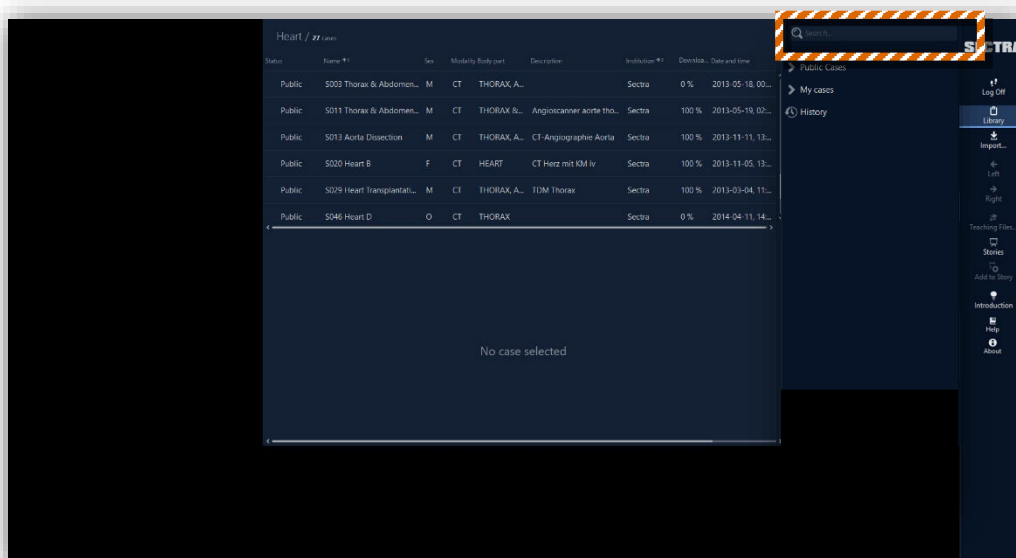 Heart / 27 cases
Status Name Sex Modality Body part Description Institution Downloa... Date and time
Public S003 Thorax & Abdomen... M CT THORAX, A... Sectra 0 % 2013-05-18, 00:...
Public S011 Thorax & Abdomen... M CT THORAX &... Angioscanner aorte tho... Sectra 100 % 2013-05-19, 02:...
Public S013 Aorta Dissection M CT THORAX, A... CT-Angiographie Aorta Sectra 100 % 2013-11-11, 13:...
Public S020 Heart B F CT HEART CT Herz mit KM iv Sectra 100 % 2013-11-05, 13:...
Public S029 Heart Transplantati... M CT THORAX, A... TDM Thorax Sectra 100 % 2013-03-04, 11:...
Public S046 Heart D O CT THORAX Sectra 0 % 2014-04-11, 14:...
No case selected
Search...
Public Cases
My cases
History
SECTRA
Log Off
Library
Import...
Left
Right
Teaching Files...
Stories
Add to Story
Introduction
Help
About